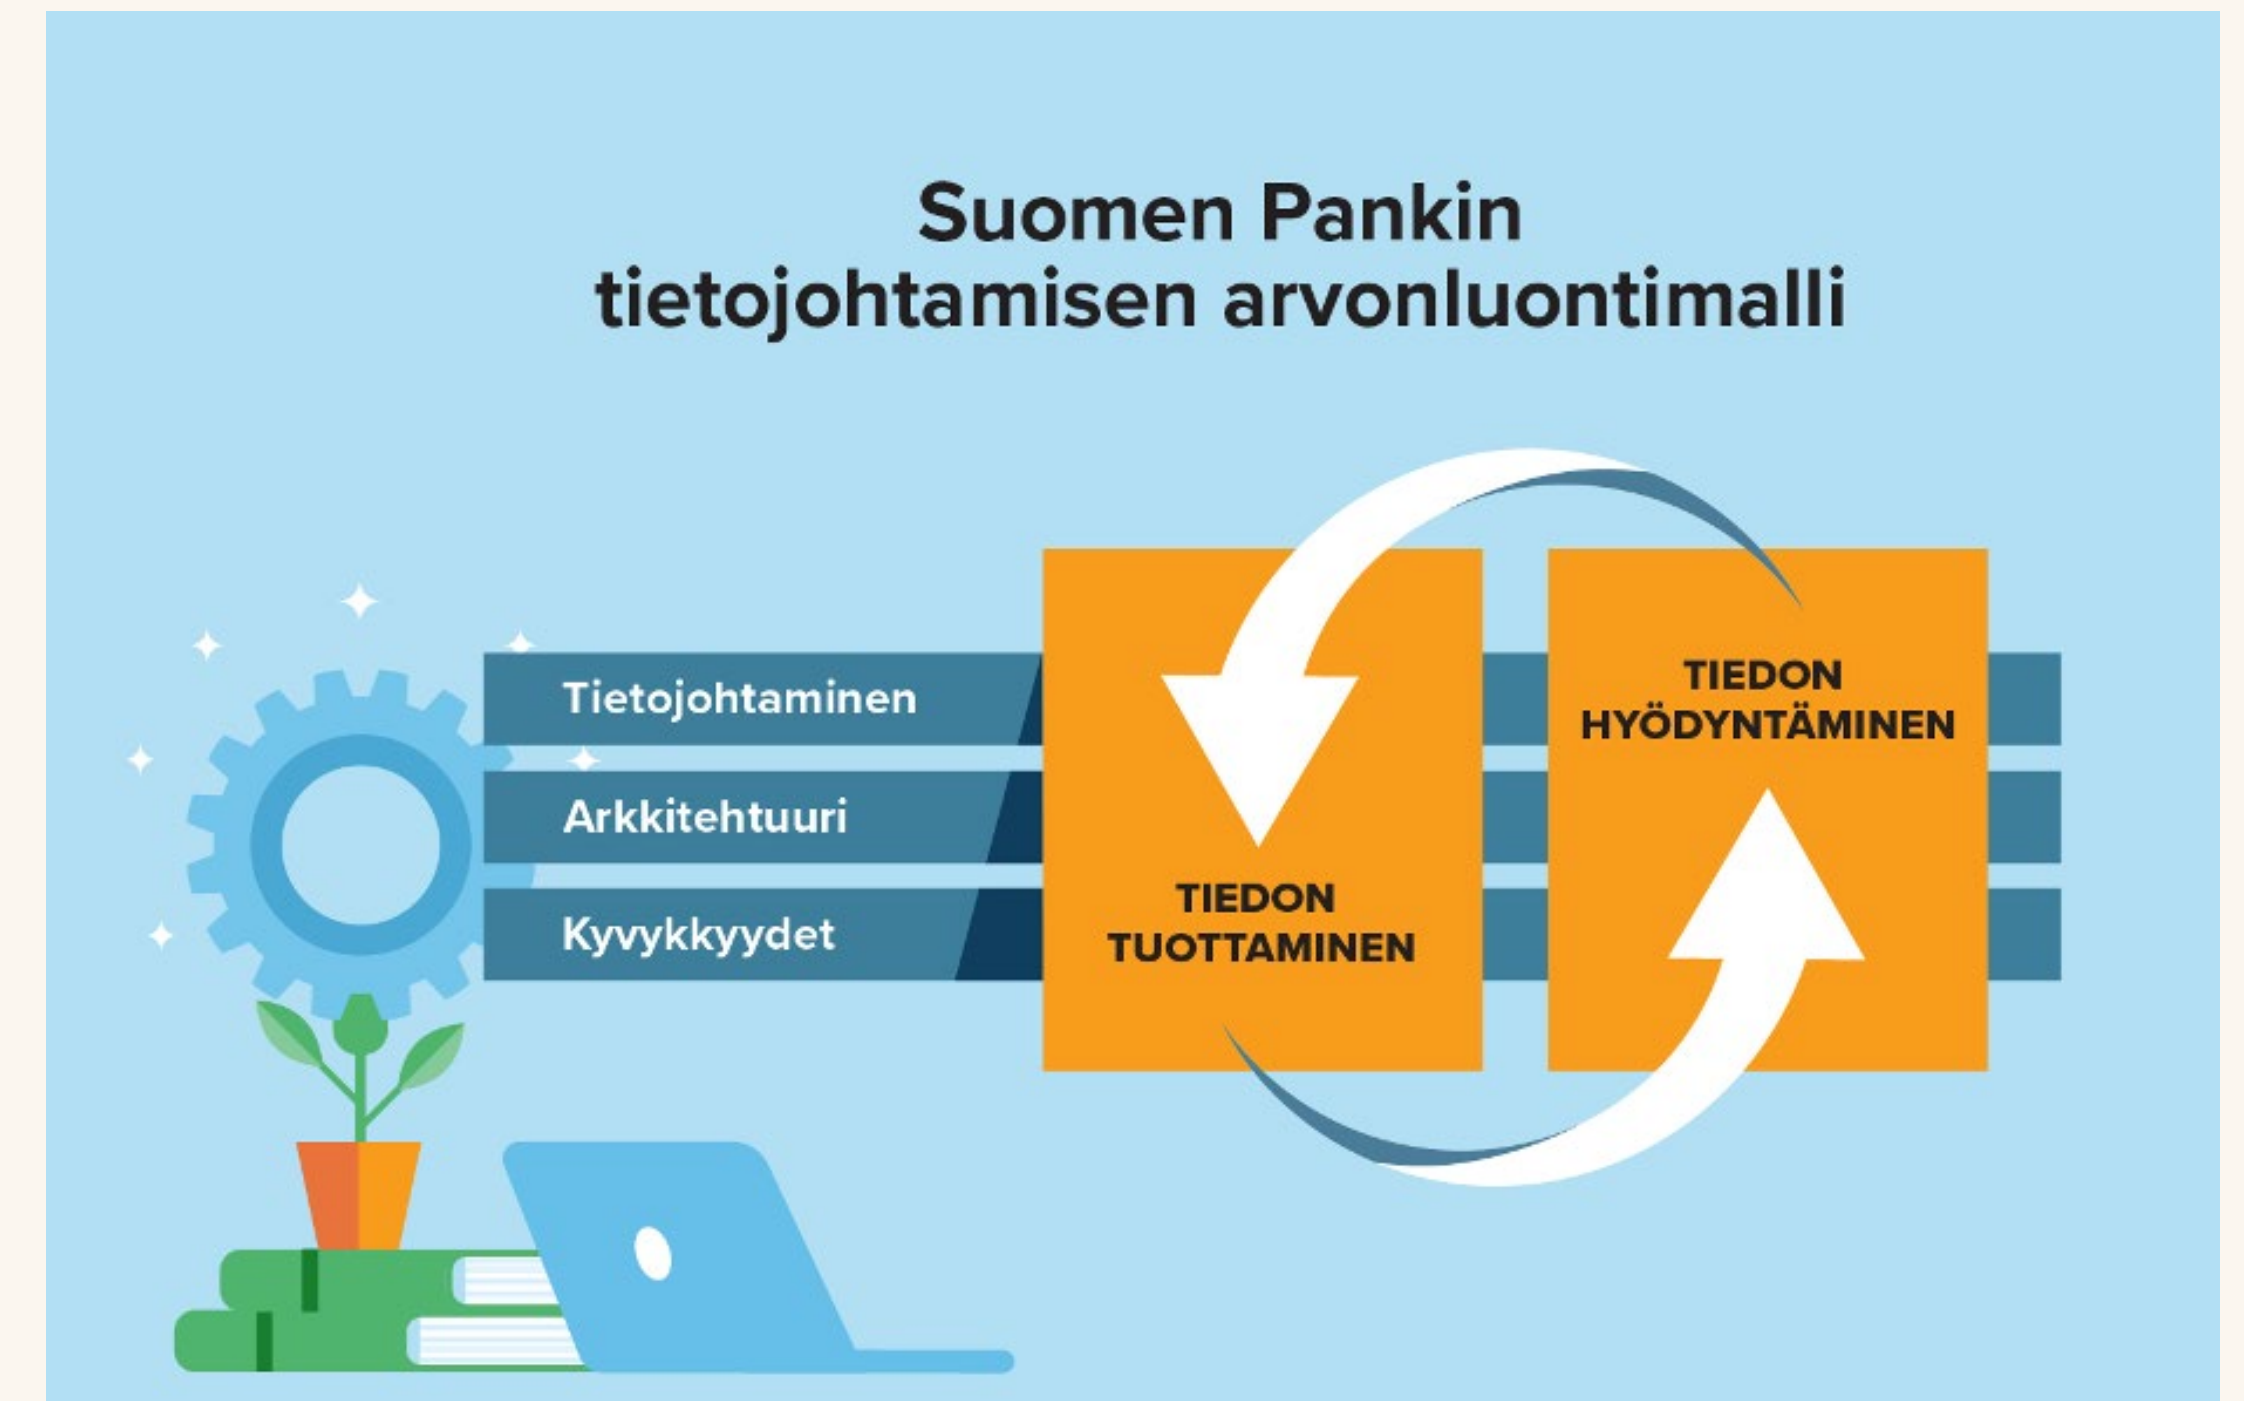 Suomen Pankin
tietojohtamisen arvonluontimalli
Tietojohtaminen
Arkkitehtuuri
Kyvykkyydet
TIEDON
TUOTTAMINEN
TIEDON
HYÖDYNTÄMINEN